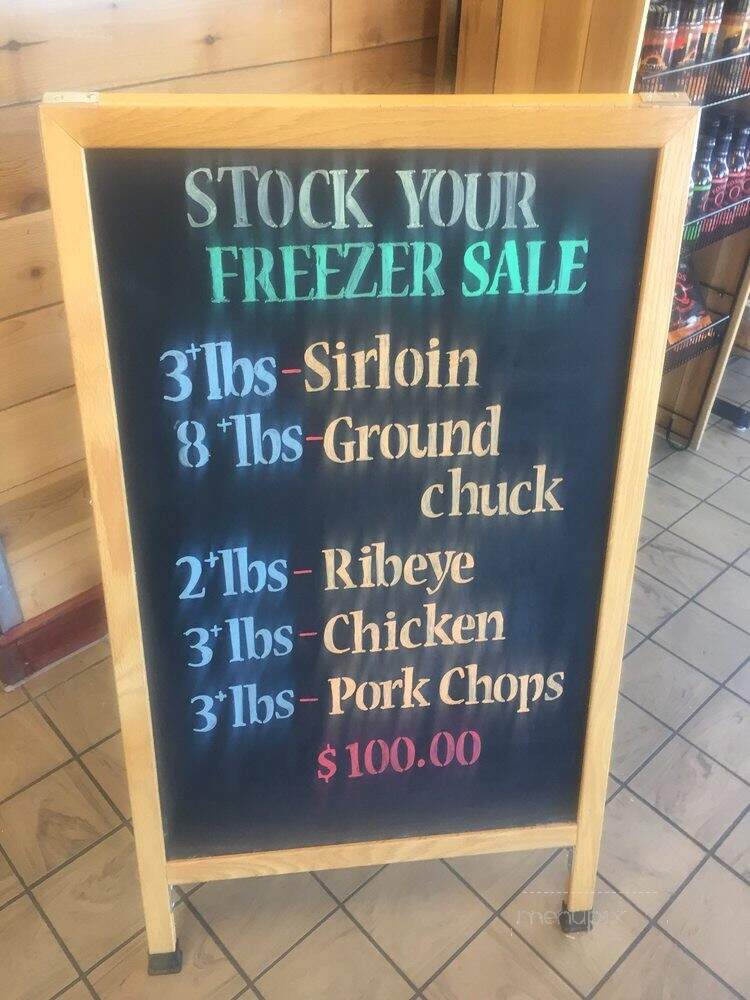 STOCK YOUR
FREEZER SALE
3+lbs-Sirloin
8+lbs-Ground
chuck
2+lbs-Ribeye
3+lbs-Chicken
3+lbs-Pork Chops
$100.00
menupix